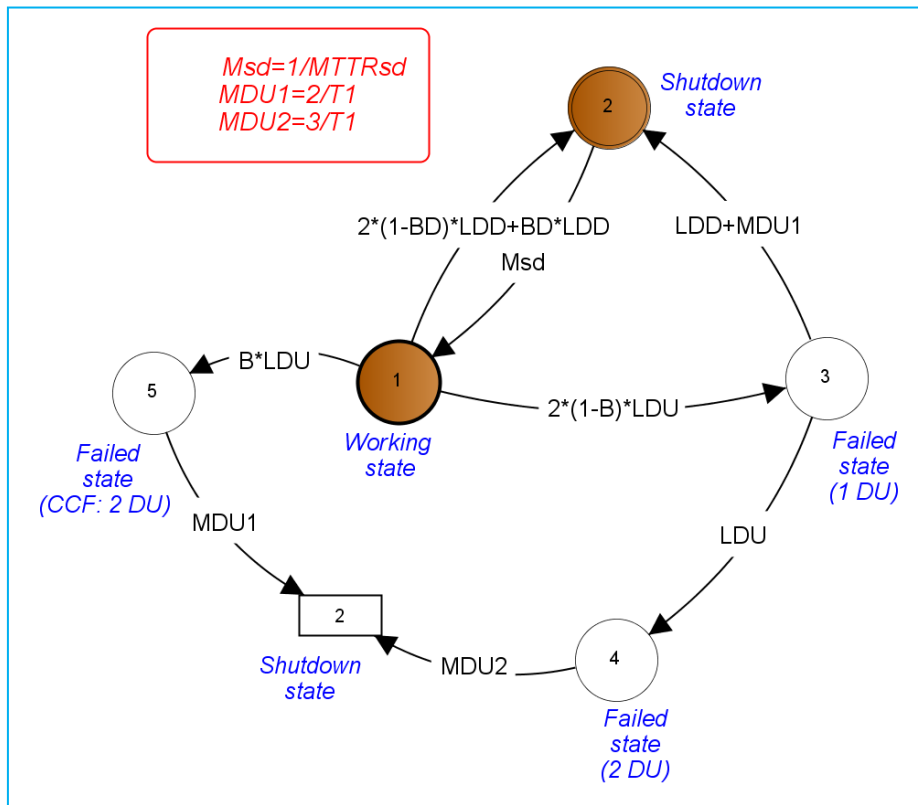 Msd=1/MTTRsd
MDU1=2/T1
MDU2=3/T1
2
Shutdown
state
2*(1-BD)*LDD+BD*LDD
LDD+MDU1
Msd
B*LDU
5
1
3
2*(1-B)*LDU
Working
state
Failed
state
(CCF: 2 DU)
Failed
state
(1 DU)
MDU1
LDU
2
Shutdown
state
MDU2
4
Failed
state
(2 DU)